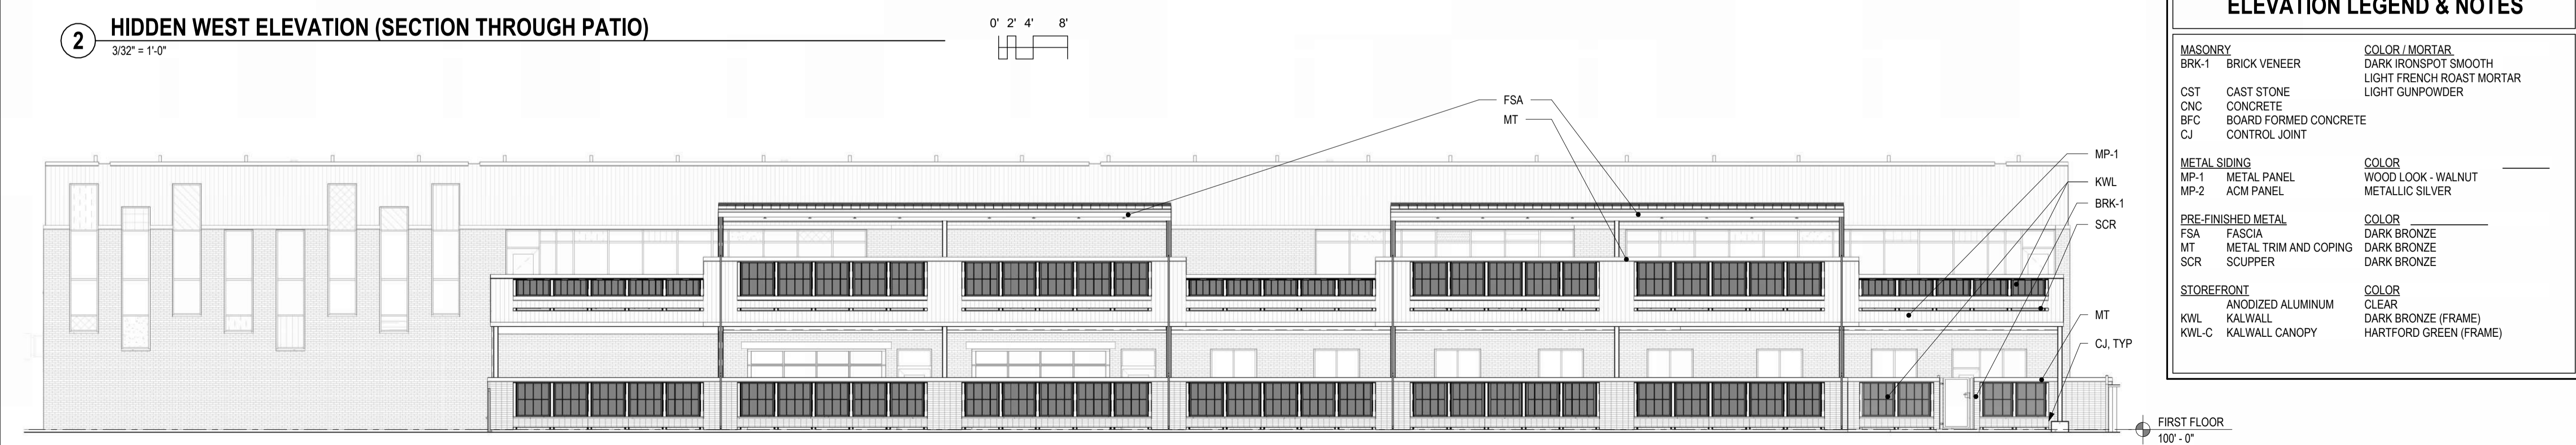 2
HIDDEN WEST ELEVATION (SECTION THROUGH PATIO)
3/32" = 1'-0"
0' 2' 4' 8'
FSA
MT
MP-1
KWL
BRK-1
SCR
MT
CJ, TYP
FIRST FLOOR
100' - 0"
ELEVATION LEGEND & NOTES
MASONRY COLOR / MORTAR
BRK-1 BRICK VENEER DARK IRONSPOT SMOOTH
LIGHT FRENCH ROAST MORTAR
CST CAST STONE LIGHT GUNPOWDER
CNC CONCRETE
BFC BOARD FORMED CONCRETE
CJ CONTROL JOINT
METAL SIDING COLOR
MP-1 METAL PANEL WOOD LOOK - WALNUT
MP-2 ACM PANEL METALLIC SILVER
PRE-FINISHED METAL COLOR
FSA FASCIA DARK BRONZE
MT METAL TRIM AND COPING DARK BRONZE
SCR SCUPPER DARK BRONZE
STOREFRONT COLOR
ANODIZED ALUMINUM CLEAR
KWL KALWALL DARK BRONZE (FRAME)
KWL-C KALWALL CANOPY HARTFORD GREEN (FRAME)